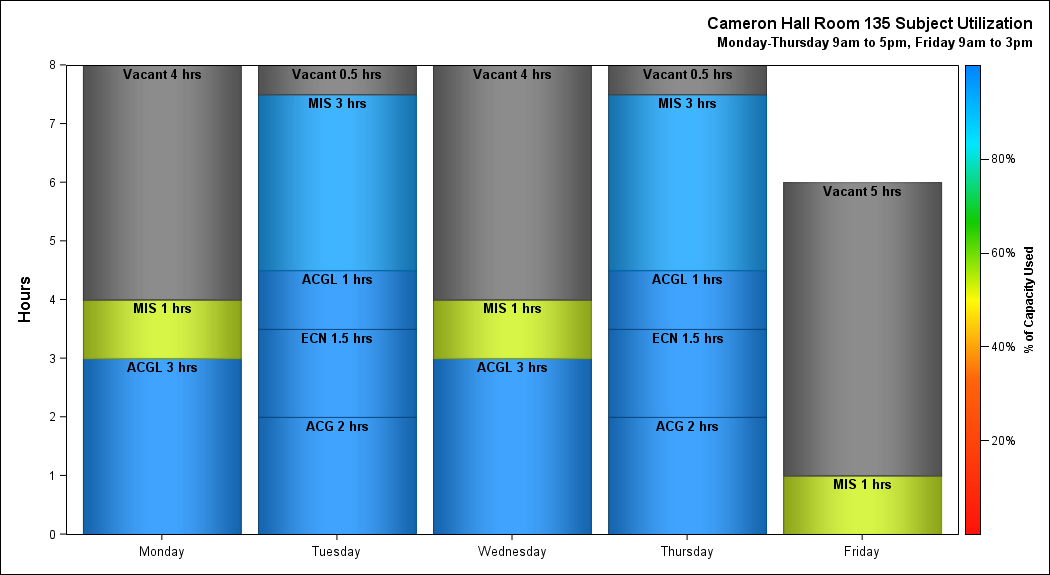 Cameron Hall Room 135 Subject Utilization
Monday-Thursday 9am to 5pm, Friday 9am to 3pm
Hours
8
7
6
5
4
3
2
1
0
Vacant 4 hrs
MIS 1 hrs
ACGL 3 hrs
Monday
Vacant 0.5 hrs
MIS 3 hrs
ACGL 1 hrs
ECN 1.5 hrs
ACG 2 hrs
Tuesday
Vacant 4 hrs
MIS 1 hrs
ACGL 3 hrs
Wednesday
Vacant 0.5 hrs
MIS 3 hrs
ACGL 1 hrs
ECN 1.5 hrs
ACG 2 hrs
Thursday
Vacant 5 hrs
MIS 1 hrs
Friday
80%
60%
40%
20%
% of Capacity Used